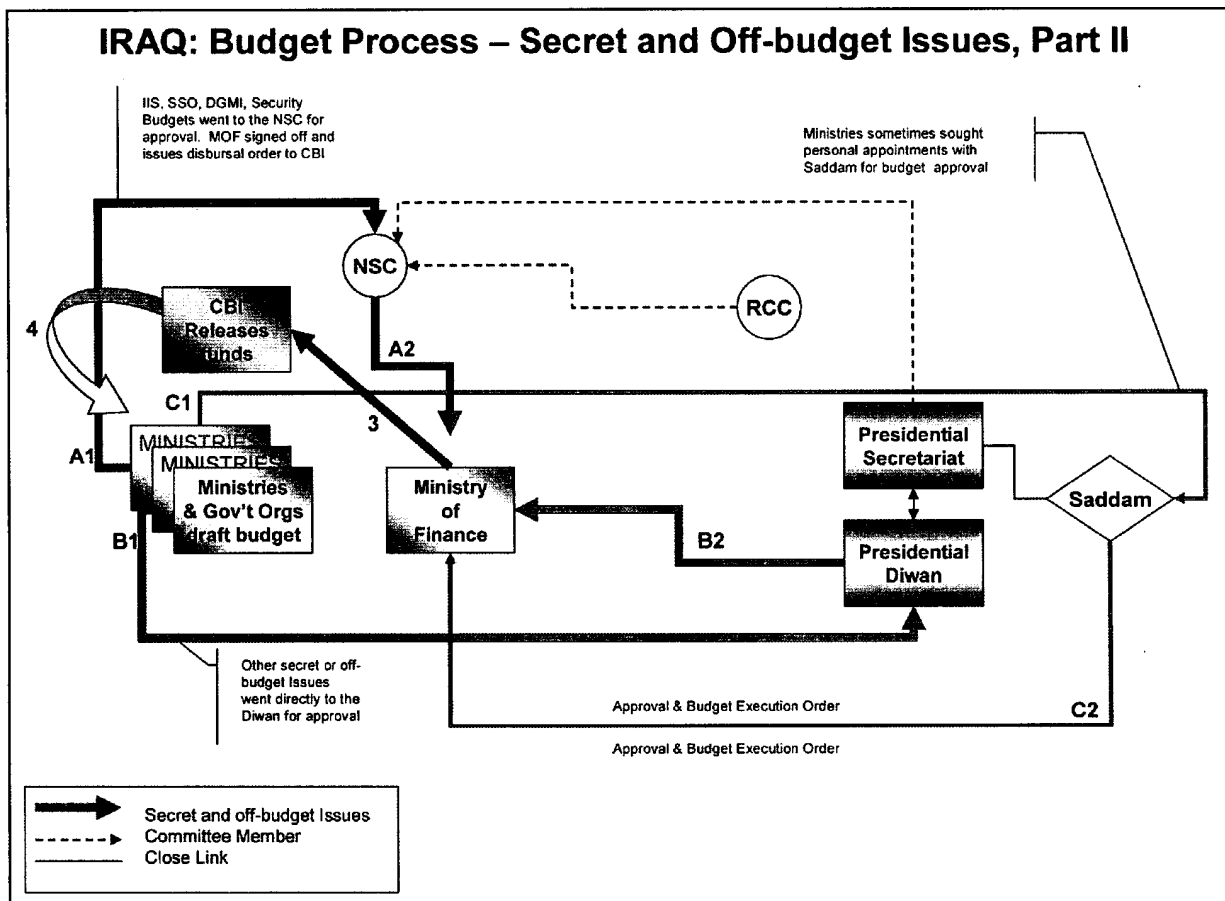 IRAQ: Budget Process – Secret and Off-budget Issues, Part II
IIS, SSO, DGMI, Security
Budgets went to the NSC for
approval. MOF signed off and
issues disbursal order to CBI
Ministries sometimes sought
personal appointments with
Saddam for budget approval
NSC
RCC
CBI
Releases
funds
4
A2
C1
3
A1
MINISTRIES
MINISTRIES
Ministries
& Gov't Orgs
draft budget
Ministry
of
Finance
Presidential
Secretariat
Saddam
B1
B2
Presidential
Diwan
Other secret or off-
budget Issues
went directly to the
Diwan for approval
Approval & Budget Execution Order
C2
Approval & Budget Execution Order
Secret and off-budget Issues
Committee Member
Close Link